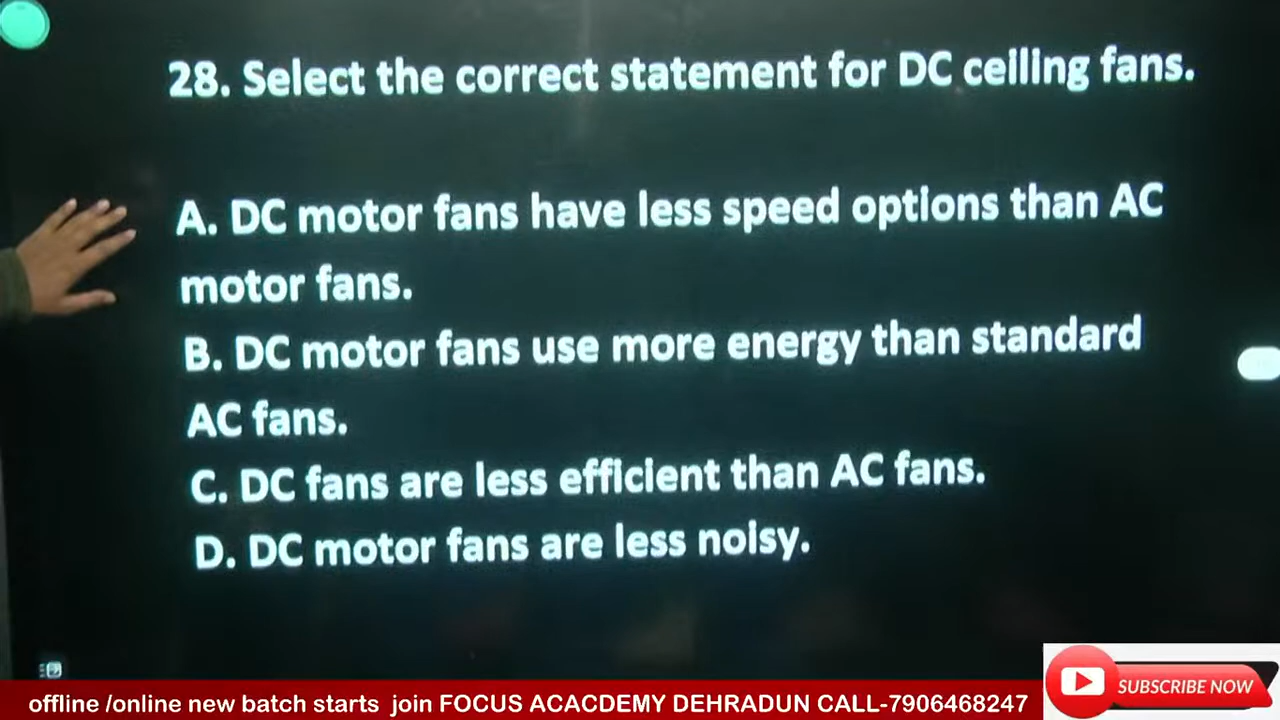 28. Select the correct statement for DC ceiling fans.
A. DC motor fans have less speed options than AC
motor fans.
B. DC motor fans use more energy than standard
AC fans.
C. DC fans are less efficient than AC fans.
D. DC motor fans are less noisy.
offline /online new batch starts join FOCUS ACACDEMY DEHRADUN CALL-7906468247
SUBSCRIBE NOW